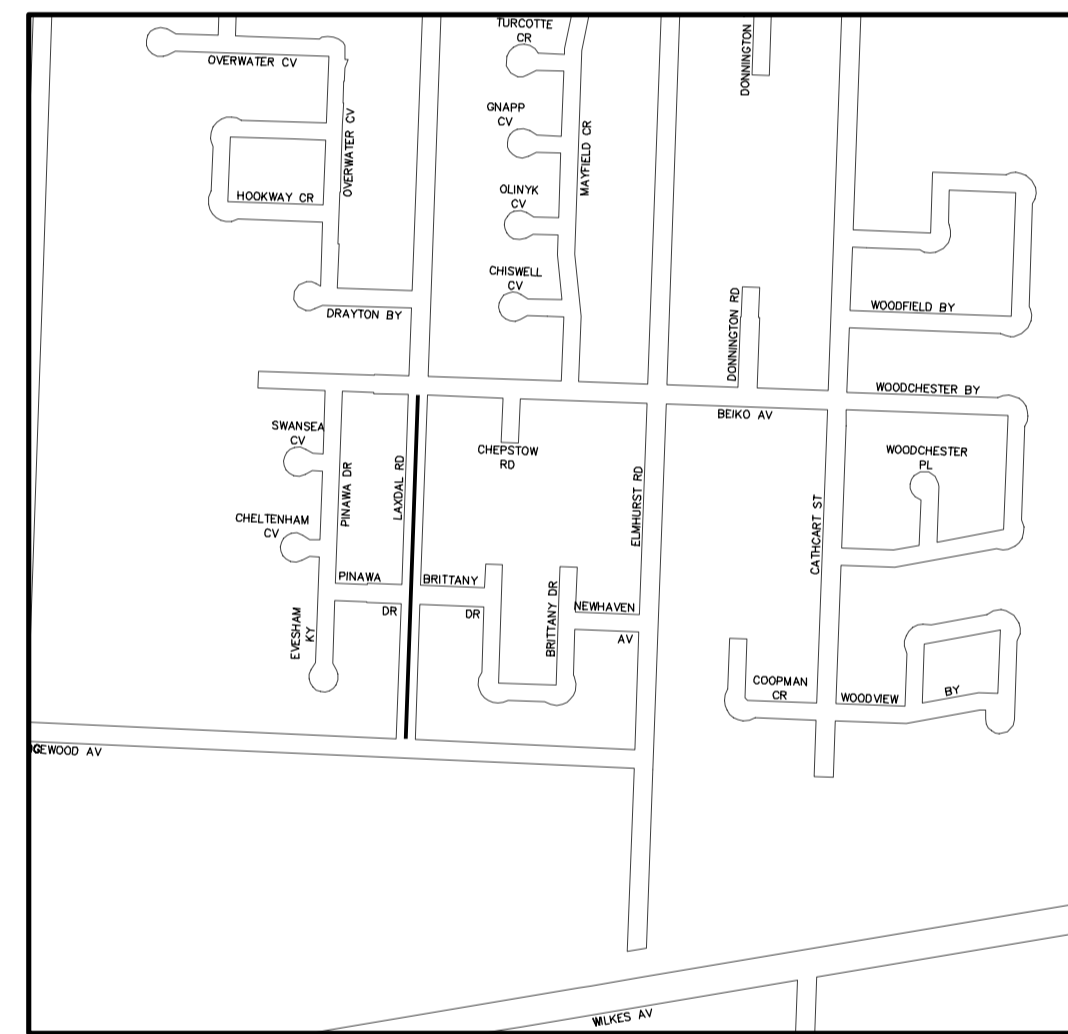 TURCOTTE
CR
OVERWATER CV
DONNINGTON
GNAPP
CV
OVERWATER CV
MAYFIELD CR
HOOKWAY CR
OLINYK
CV
CHISWELL
CV
DRAYTON BY
WOODFIELD BY
DONNINGTON RD
WOODCHESTER BY
BEIKO AV
SWANSEA
CV
CHEPSTOW
RD
WOODCHESTER
PL
PINAWA DR
LAXDAL RD
ELMHURST RD
CATHCART ST
CHELTENHAM
CV
PINAWA
DR
BRITTANY
DR
BRITTANY DR
NEWHAVEN
AV
EVESHAM
KY
COOPMAN
CR
WOODVIEW
BY
GEWOOD AV
WILKES AV